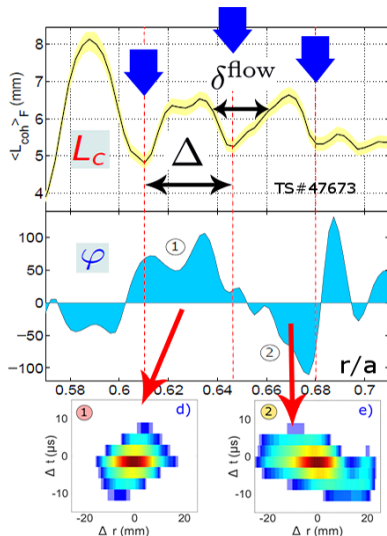 8
7
6
5
4
<L_coh>_F (mm)
δ^flow
L_C
Δ
TS#47673
100
50
0
−50
−100
φ
1
2
r/a
0.58 0.6 0.62 0.64 0.66 0.68 0.7
1 d)
2 e)
Δ t (µs)
10
0
-10
Δ t (µs)
10
0
-10
-20 0 20
-20 0 20
Δ r (mm)
Δ r (mm)